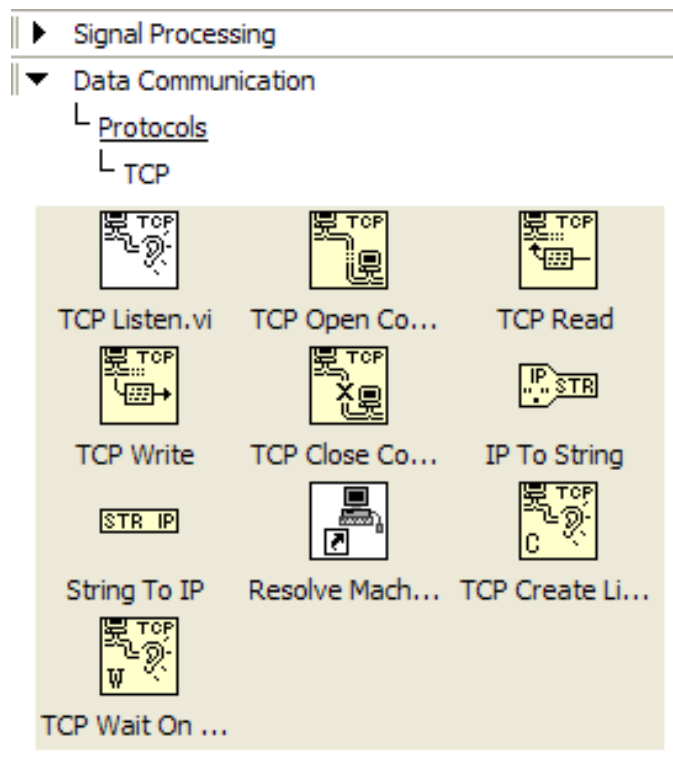 Signal Processing
Data Communication
Protocols
TCP
TCP TCP TCP
TCP Listen.vi TCP Open Co... TCP Read
TCP TCP IP STR
TCP Write TCP Close Co... IP To String
STR IP TCP C
String To IP Resolve Mach... TCP Create Li...
TCP W
TCP Wait On ...